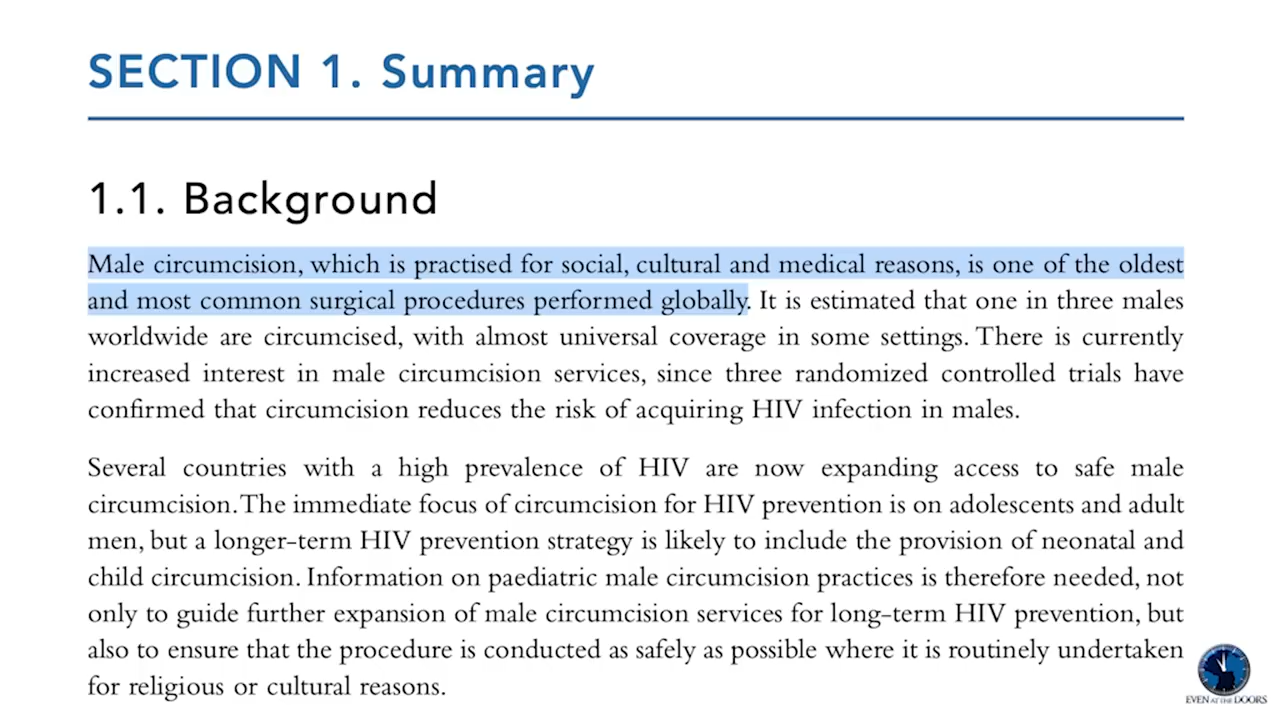 SECTION 1. Summary
1.1. Background
Male circumcision, which is practised for social, cultural and medical reasons, is one of the oldest
and most common surgical procedures performed globally. It is estimated that one in three males
worldwide are circumcised, with almost universal coverage in some settings. There is currently
increased interest in male circumcision services, since three randomized controlled trials have
confirmed that circumcision reduces the risk of acquiring HIV infection in males.
Several countries with a high prevalence of HIV are now expanding access to safe male
circumcision. The immediate focus of circumcision for HIV prevention is on adolescents and adult
men, but a longer-term HIV prevention strategy is likely to include the provision of neonatal and
child circumcision. Information on paediatric male circumcision practices is therefore needed, not
only to guide further expansion of male circumcision services for long-term HIV prevention, but
also to ensure that the procedure is conducted as safely as possible where it is routinely undertaken
for religious or cultural reasons.
EVEN AT THE DOORS